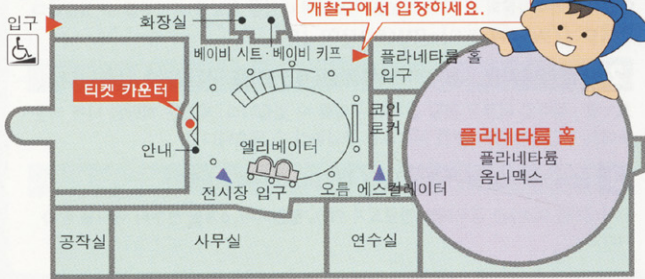 개찰구에서 입장하세요.
입구
화장실
베이비 시트·베이비 키프
플라네타륨 홀
입구
티켓 카운터
코인
로커
안내
엘리베이터
플라네타륨 홀
플라네타륨
옴니맥스
전시장 입구
오름 에스컬레이터
공작실
사무실
연수실